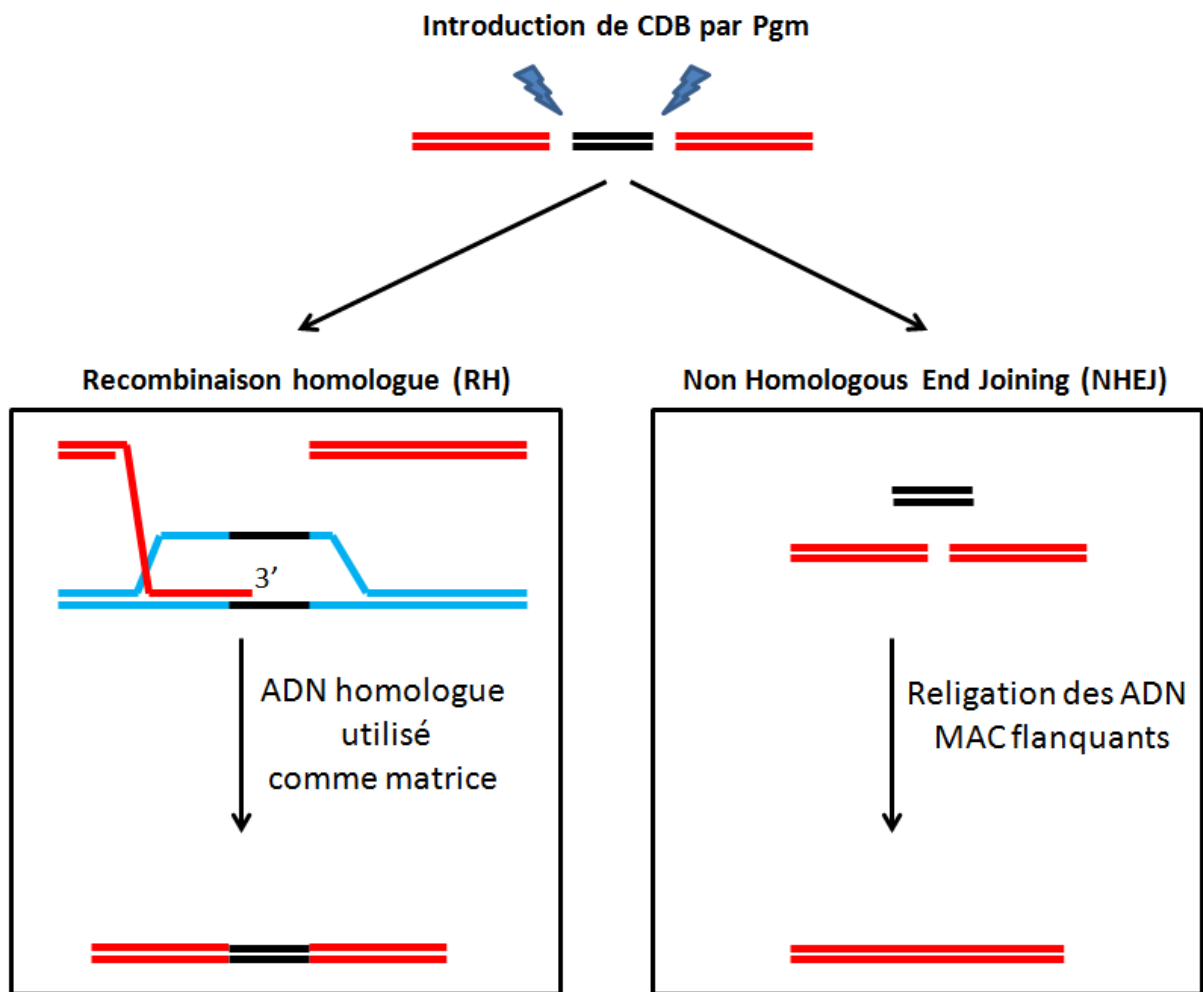 Introduction de CDB par Pgm
Recombinaison homologue (RH)
3’
ADN homologue
utilisé
comme matrice
Non Homologous End Joining (NHEJ)
Religation des ADN
MAC flanquants